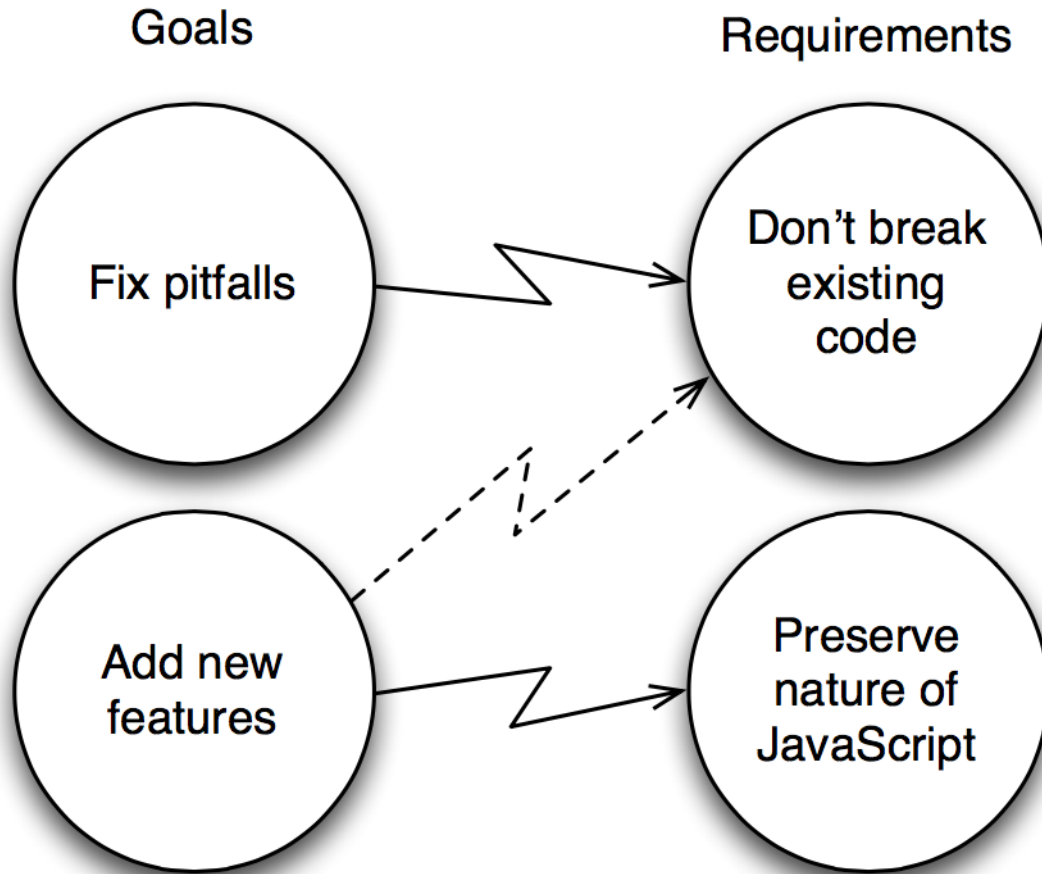 Goals
Requirements
Fix pitfalls
Don’t break
existing
code
Add new
features
Preserve
nature of
JavaScript